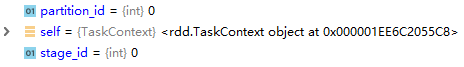 partition_id = {int} 0
self = {TaskContext} <rdd.TaskContext object at 0x000001EE6C2055C8>
stage_id = {int} 0